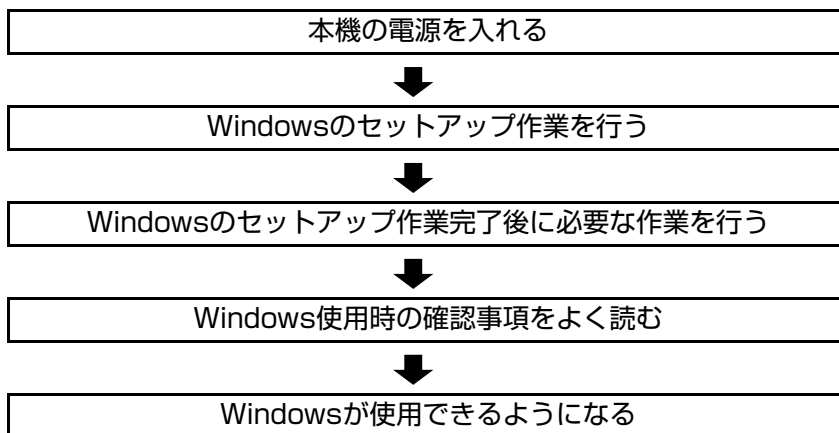 本機の電源を入れる
Windowsのセットアップ作業を行う
Windowsのセットアップ作業完了後に必要な作業を行う
Windows使用時の確認事項をよく読む
Windowsが使用できるようになる